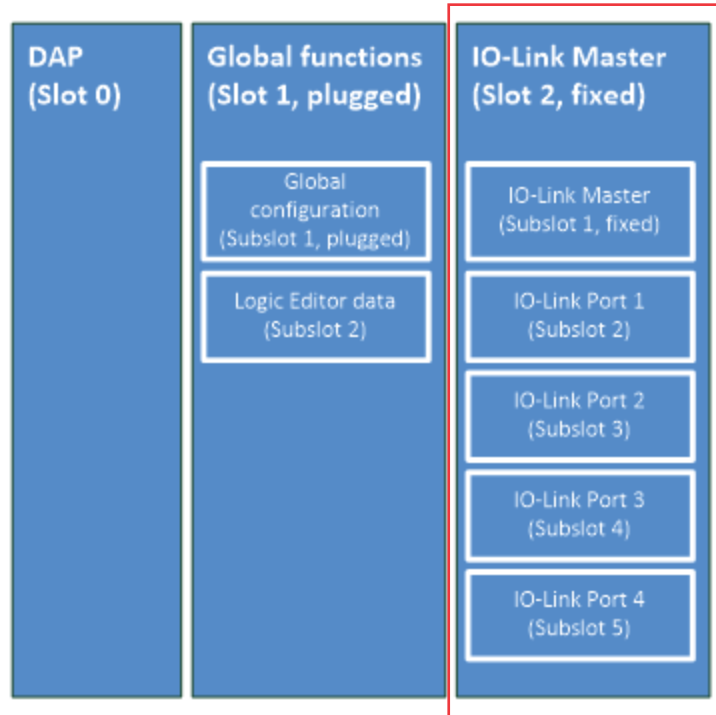 DAP
(Slot 0)
Global functions
(Slot 1, plugged)
Global
configuration
(Subslot 1, plugged)
Logic Editor data
(Subslot 2)
IO-Link Master
(Slot 2, fixed)
IO-Link Master
(Subslot 1, fixed)
IO-Link Port 1
(Subslot 2)
IO-Link Port 2
(Subslot 3)
IO-Link Port 3
(Subslot 4)
IO-Link Port 4
(Subslot 5)